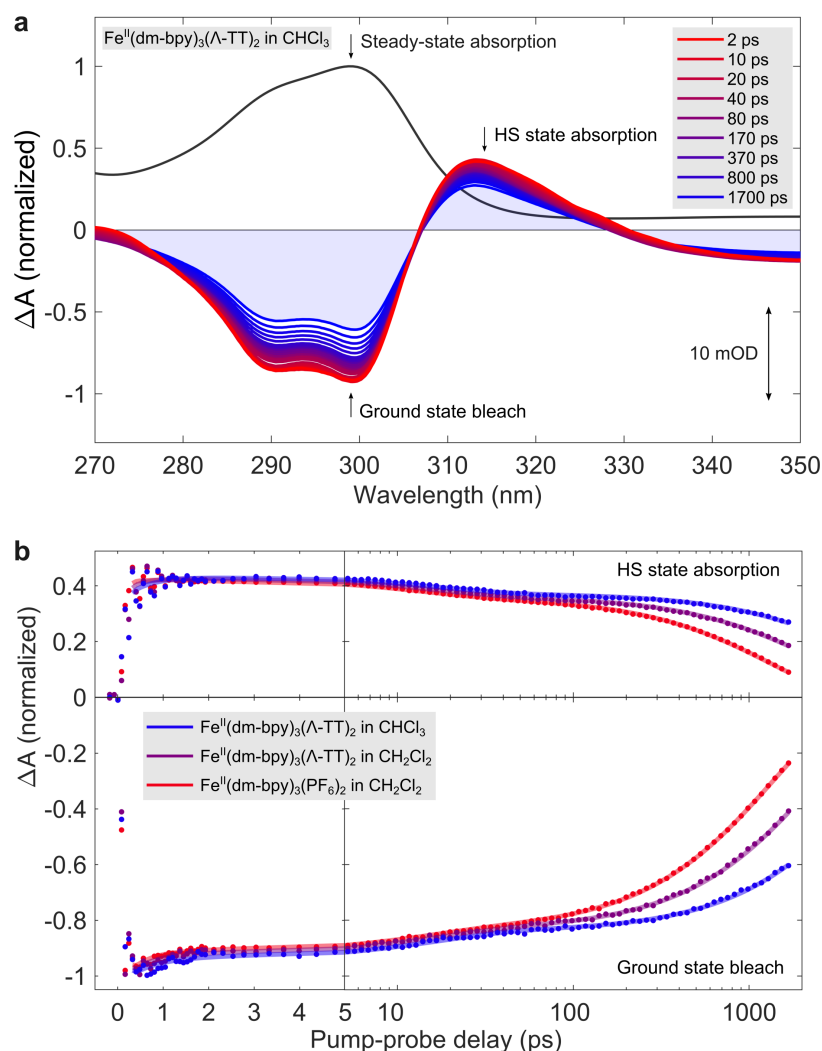 a
Fe^II(dm-bpy)₃(Λ-TT)₂ in CHCl₃
Steady-state absorption
HS state absorption
2 ps
10 ps
20 ps
40 ps
80 ps
170 ps
370 ps
800 ps
1700 ps
1
0.5
0
-0.5
-1
ΔA (normalized)
10 mOD
Ground state bleach
270 280 290 300 310 320 330 340 350
Wavelength (nm)
b
HS state absorption
0.4
0.2
0
-0.2
-0.4
-0.6
-0.8
-1
ΔA (normalized)
Fe^II(dm-bpy)₃(Λ-TT)₂ in CHCl₃
Fe^II(dm-bpy)₃(Λ-TT)₂ in CH₂Cl₂
Fe^II(dm-bpy)₃(PF₆)₂ in CH₂Cl₂
Ground state bleach
0 1 2 3 4 5 10 100 1000
Pump-probe delay (ps)